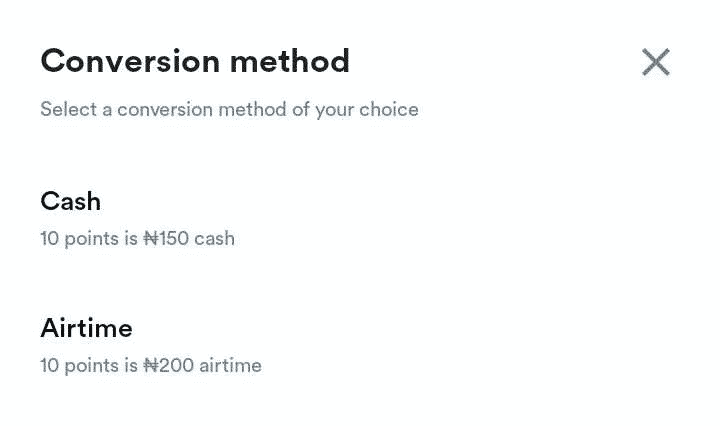 Conversion method
Select a conversion method of your choice
Cash
10 points is ₦150 cash
Airtime
10 points is ₦200 airtime